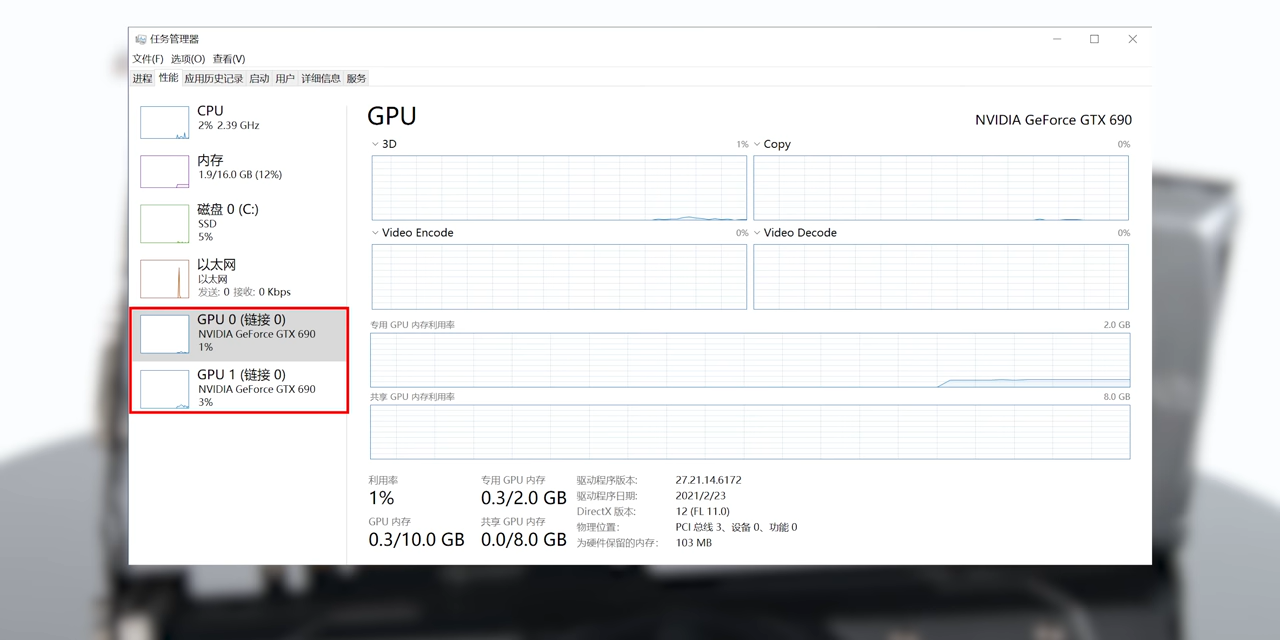 任务管理器
文件(F) 选项(O) 查看(V)
进程 性能 应用历史记录 启动 用户 详细信息 服务
CPU
2% 2.39 GHz
内存
1.9/16.0 GB (12%)
磁盘 0 (C:)
SSD
5%
以太网
以太网
发送: 0 接收: 0 Kbps
GPU 0 (链接 0)
NVIDIA GeForce GTX 690
1%
GPU 1 (链接 0)
NVIDIA GeForce GTX 690
3%
GPU NVIDIA GeForce GTX 690
3D 1% Copy 0%
Video Encode 0% Video Decode 0%
专用 GPU 内存利用率 2.0 GB
共享 GPU 内存利用率 8.0 GB
利用率
1%
专用 GPU 内存
0.3/2.0 GB
GPU 内存
0.3/10.0 GB
共享 GPU 内存
0.0/8.0 GB
驱动程序版本: 27.21.14.6172
驱动程序日期: 2021/2/23
DirectX 版本: 12 (FL 11.0)
物理位置: PCI 总线 3、设备 0、功能 0
为硬件保留的内存: 103 MB